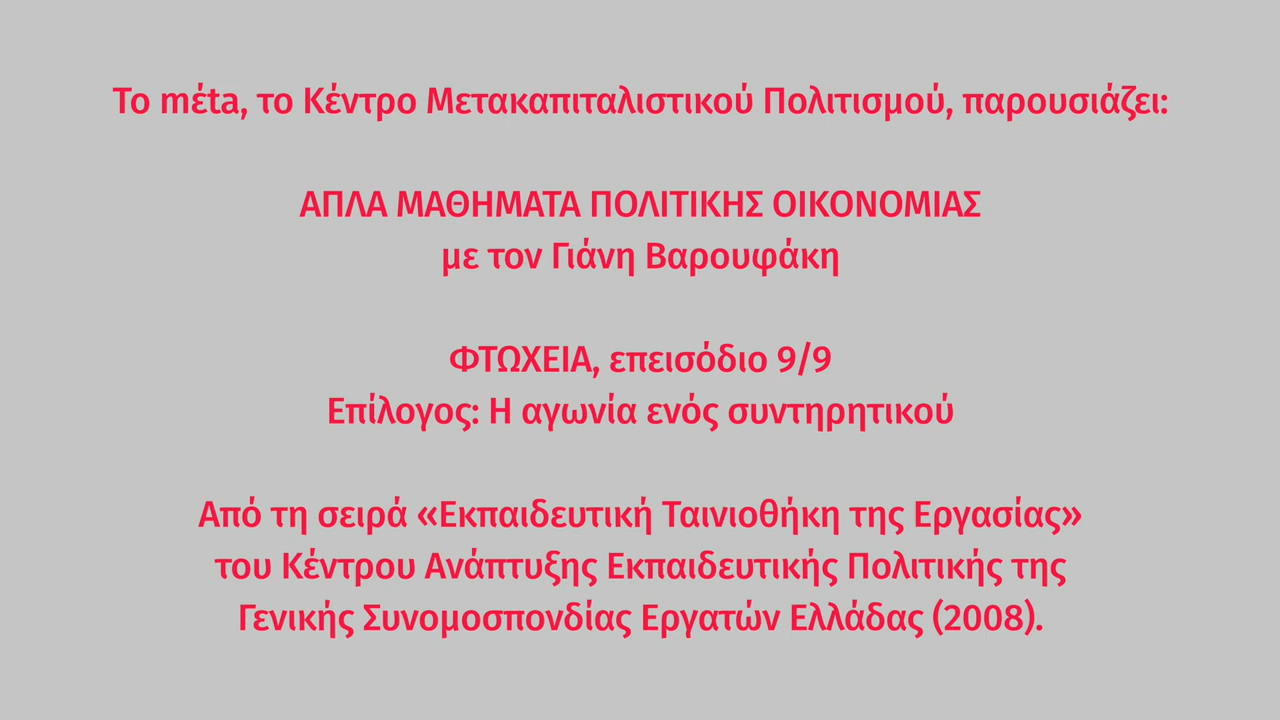 Το mέta, το Κέντρο Μετακαπιταλιστικού Πολιτισμού, παρουσιάζει:
ΑΠΛΑ ΜΑΘΗΜΑΤΑ ΠΟΛΙΤΙΚΗΣ ΟΙΚΟΝΟΜΙΑΣ
με τον Γιάνη Βαρουφάκη
ΦΤΩΧΕΙΑ, επεισόδιο 9/9
Επίλογος: Η αγωνία ενός συντηρητικού
Από τη σειρά «Εκπαιδευτική Ταινιοθήκη της Εργασίας»
του Κέντρου Ανάπτυξης Εκπαιδευτικής Πολιτικής της
Γενικής Συνομοσπονδίας Εργατών Ελλάδας (2008).